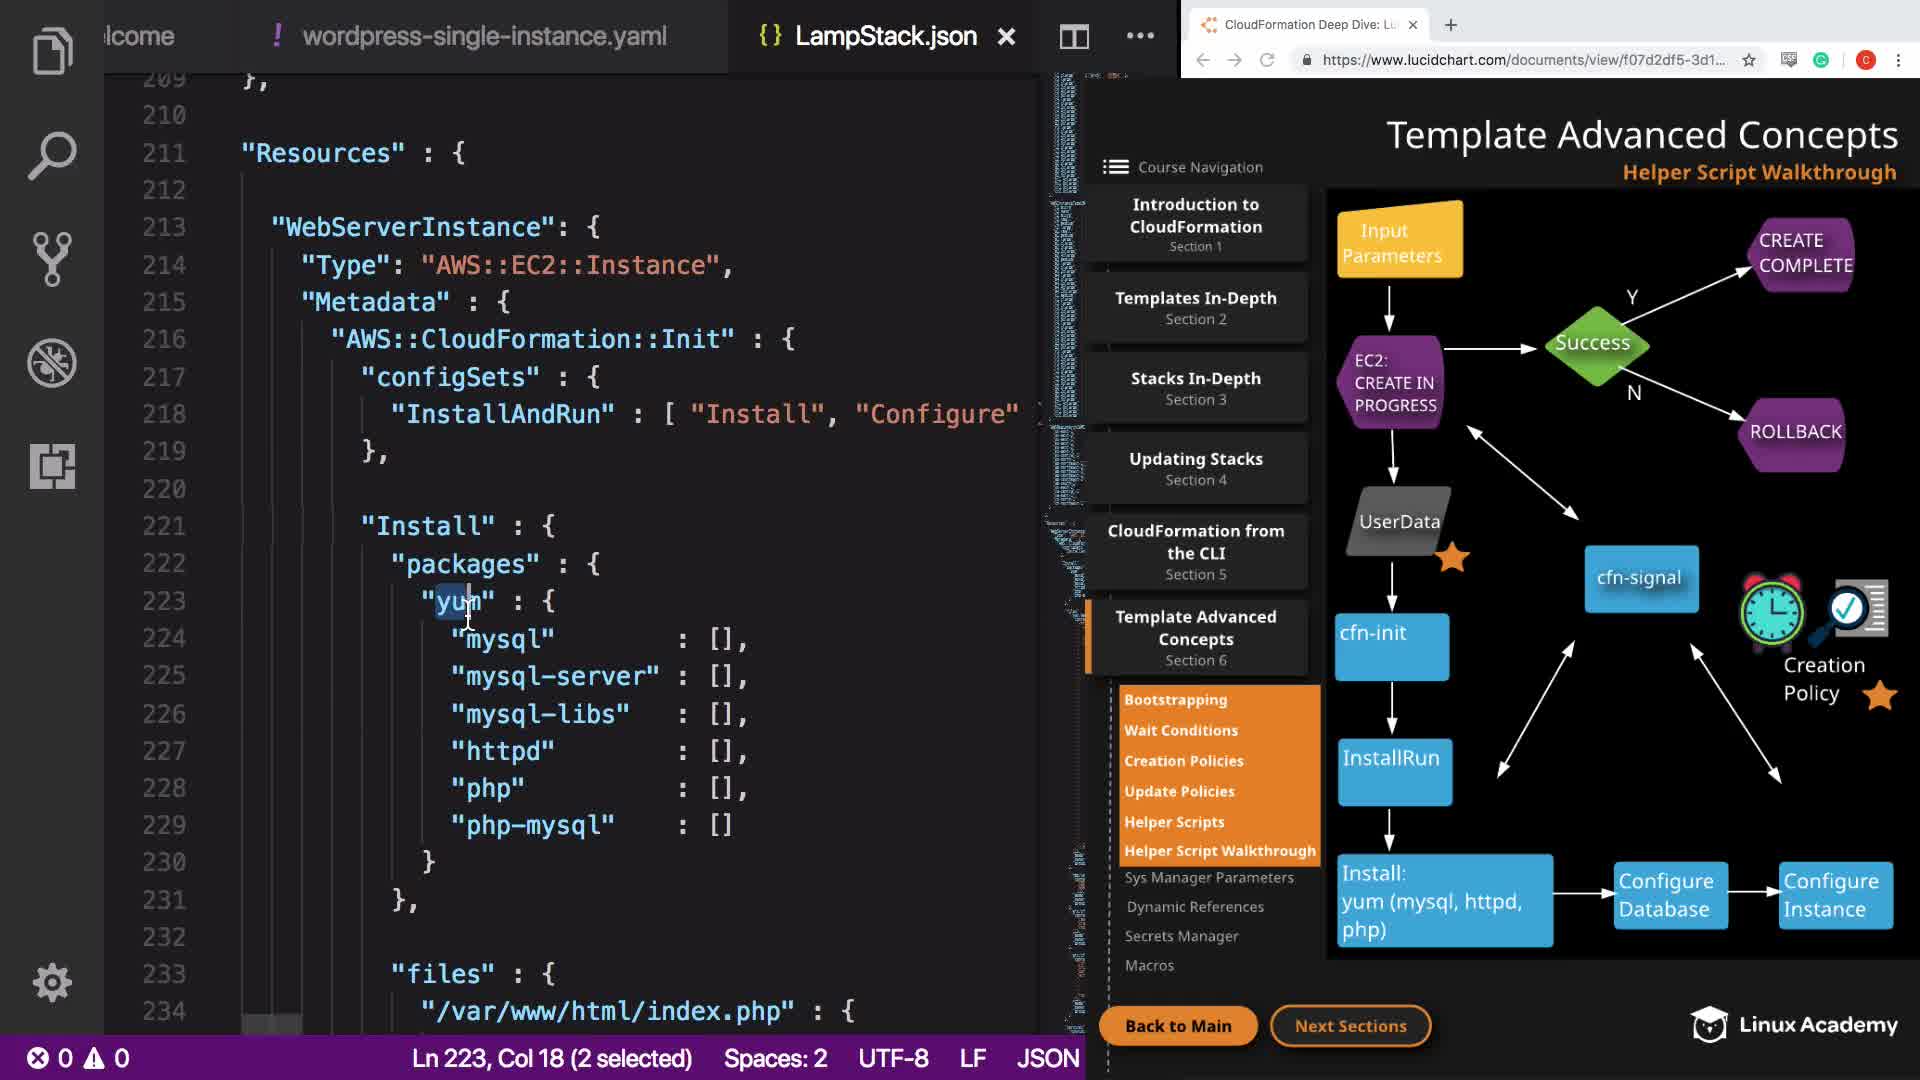 lcome
! wordpress-single-instance.yaml
{} LampStack.json
209 },
210
211 "Resources" : {
212
213 "WebServerInstance": {
214 "Type": "AWS::EC2::Instance",
215 "Metadata" : {
216 "AWS::CloudFormation::Init" : {
217 "configSets" : {
218 "InstallAndRun" : [ "Install", "Configure"
219 },
220
221 "Install" : {
222 "packages" : {
223 "yum" : {
224 "mysql" : [],
225 "mysql-server" : [],
226 "mysql-libs" : [],
227 "httpd" : [],
228 "php" : [],
229 "php-mysql" : []
230 }
231 },
232
233 "files" : {
234 "/var/www/html/index.php" : {
0 0
Ln 223, Col 18 (2 selected)
Spaces: 2
UTF-8
LF
JSON
CloudFormation Deep Dive: Lu
https://www.lucidchart.com/documents/view/f07d2df5-3d1...
C
Template Advanced Concepts
Helper Script Walkthrough
Course Navigation
Introduction to
CloudFormation
Section 1
Templates In-Depth
Section 2
Stacks In-Depth
Section 3
Updating Stacks
Section 4
CloudFormation from
the CLI
Section 5
Template Advanced
Concepts
Section 6
Bootstrapping
Wait Conditions
Creation Policies
Update Policies
Helper Scripts
Helper Script Walkthrough
Sys Manager Parameters
Dynamic References
Secrets Manager
Macros
Back to Main
Next Sections
Input
Parameters
EC2:
CREATE IN
PROGRESS
Success
Y
N
CREATE
COMPLETE
ROLLBACK
UserData
cfn-signal
cfn-init
Creation
Policy
InstallRun
Install:
yum (mysql, httpd,
php)
Configure
Database
Configure
Instance
Linux Academy